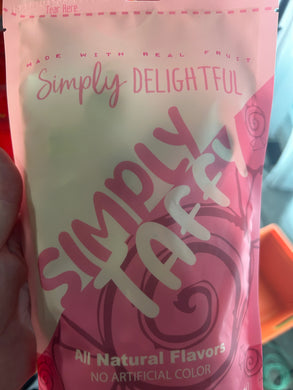 Tear Here
MADE WITH REAL FRUIT
Simply DELIGHTFUL
SIMPLY
TAFFY
All Natural Flavors
NO ARTIFICIAL COLOR